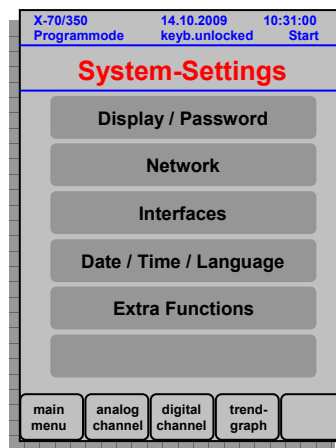 X-70/350 14.10.2009 10:31:00
Programmode keyb.unlocked Start
System-Settings
Display / Password
Network
Interfaces
Date / Time / Language
Extra Functions
main menu
analog channel
digital channel
trend-
graph